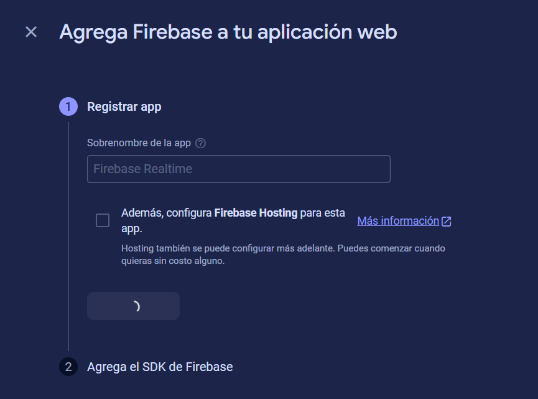 Agrega Firebase a tu aplicación web
1 Registrar app
Sobrenombre de la app
Firebase Realtime
Además, configura Firebase Hosting para esta
app.
Más información
Hosting también se puede configurar más adelante. Puedes comenzar cuando
quieras sin costo alguno.
2 Agrega el SDK de Firebase